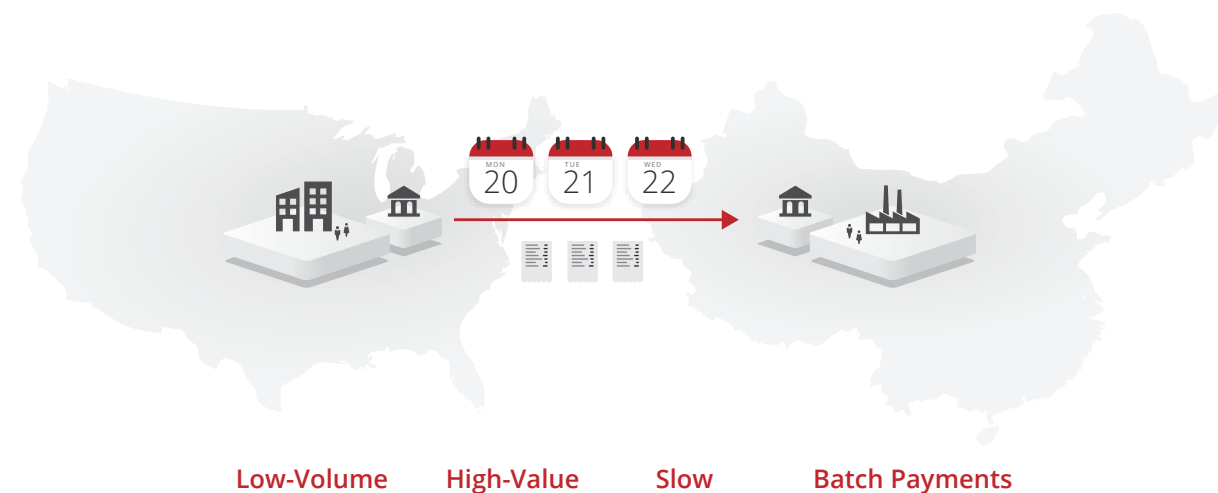 MON
20
TUE
21
WED
22
Low-Volume
High-Value
Slow
Batch Payments